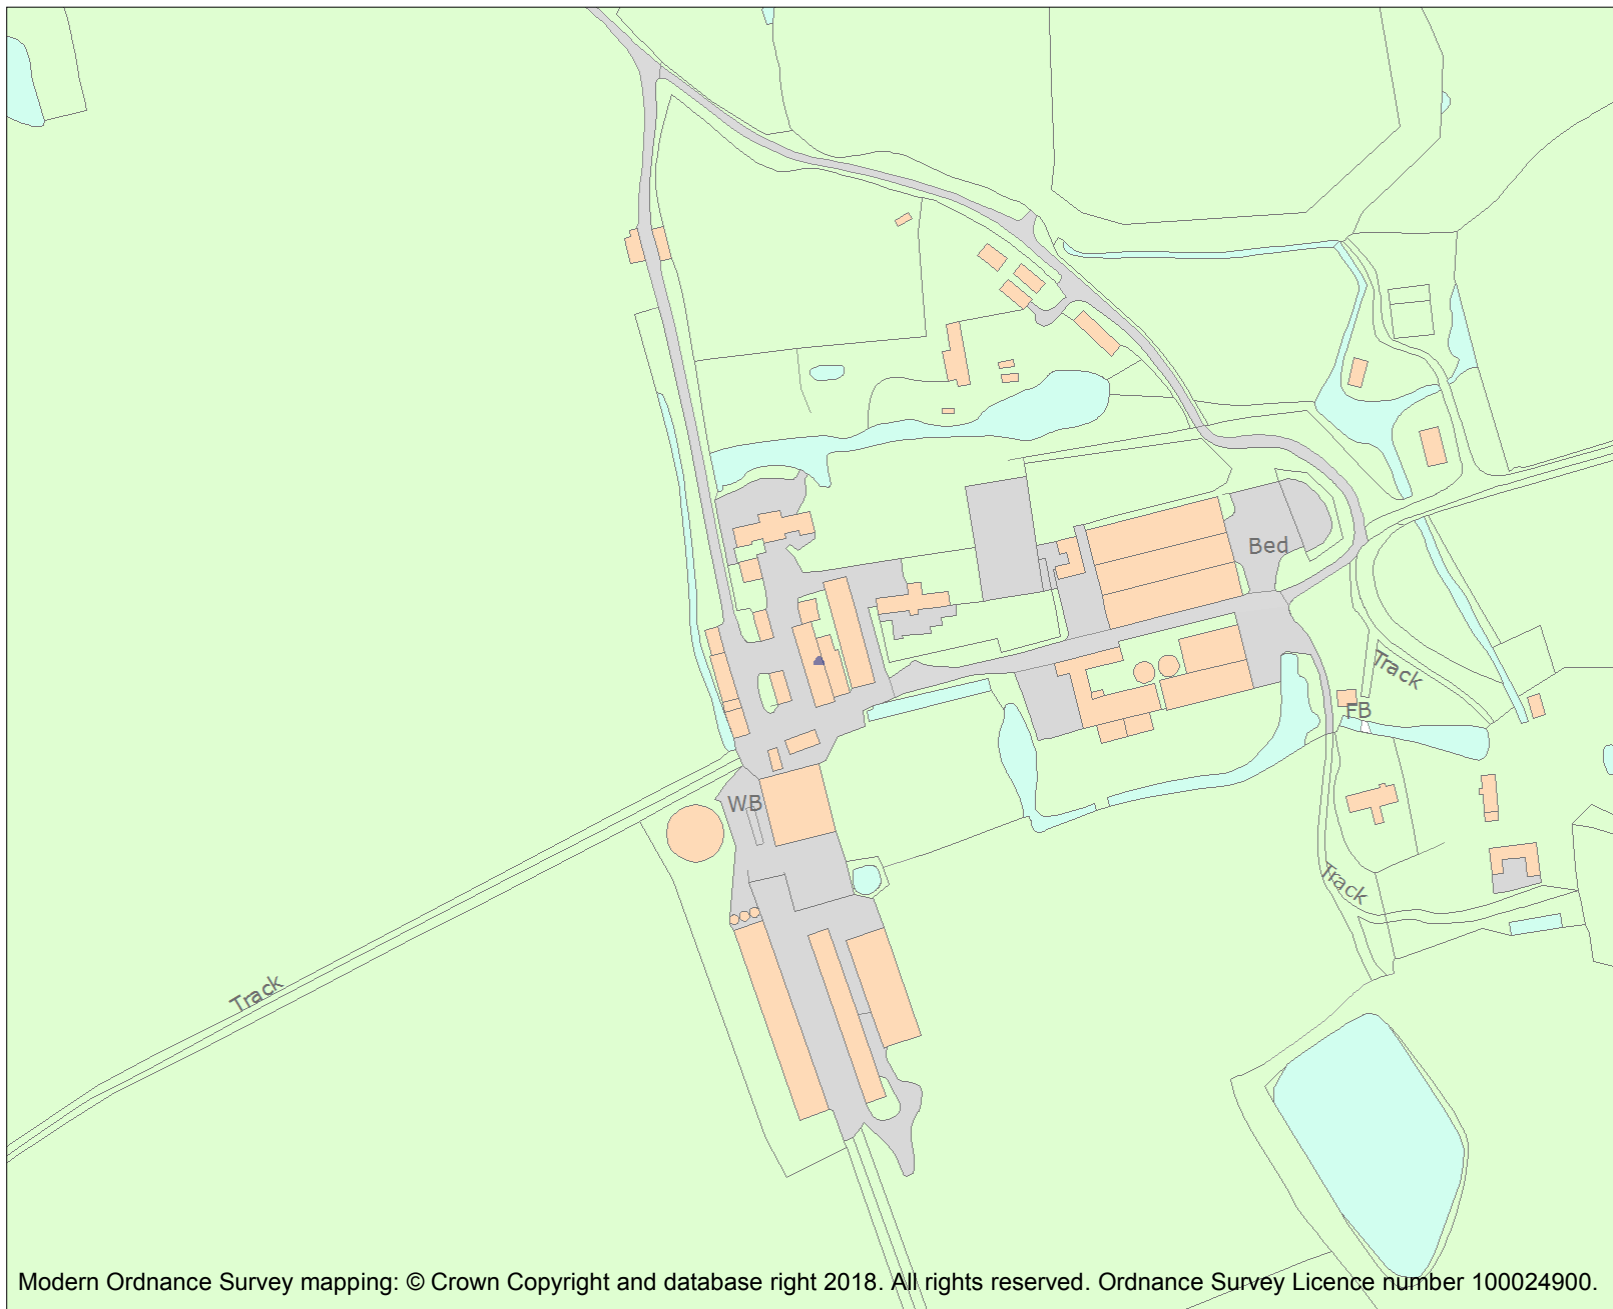 Bed
Track
FB
WB
Track
Track
Modern Ordnance Survey mapping: © Crown Copyright and database right 2018. All rights reserved. Ordnance Survey Licence number 100024900.